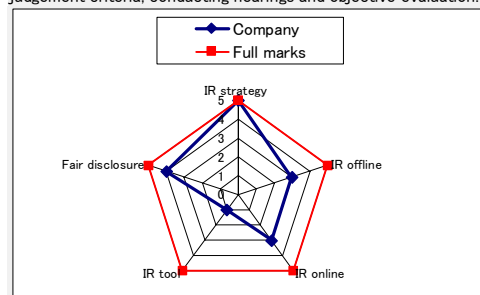 judgement criteria, conducting hearings and objective evaluation.
Company
Full marks
IR strategy
5
4
3
2
1
0
Fair disclosure
IR offline
IR tool
IR online